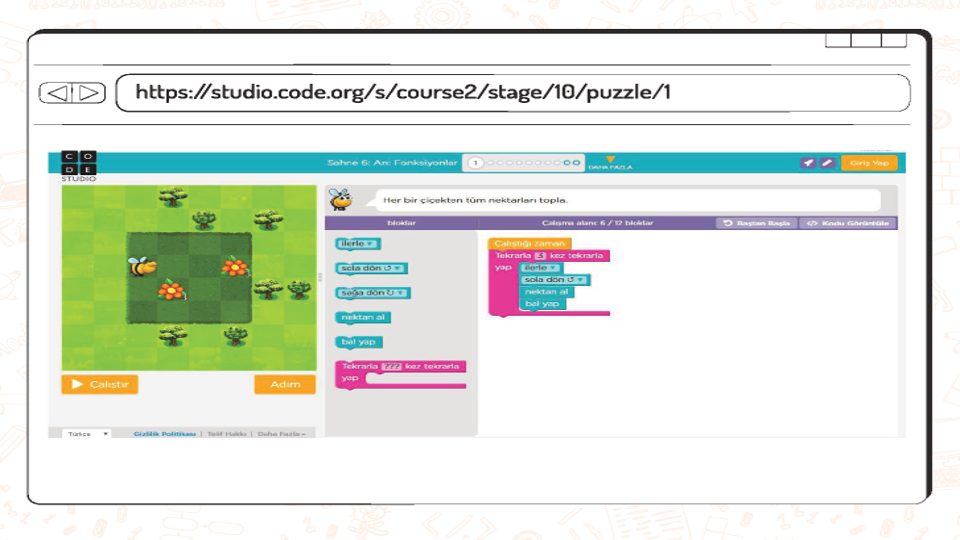 https://studio.code.org/s/course2/stage/10/puzzle/1
C O
D E
STUDIO
Sahne 6: Arı: Fonksiyonlar
1
DAHA FAZLA
Giriş Yap
Her bir çiçekten tüm nektarları topla.
bloklar
Çalışma alanı: 6 / 12 bloklar
Baştan Başla
Kodu Görüntüle
ilerle
sola dön
sağa dön
nektarı al
bal yap
Tekrarla ??? kez tekrarla
yap
Çalıştığı zaman
Tekrarla 3 kez tekrarla
yap ilerle
sola dön
nektarı al
bal yap
1
Çalıştır
Adım
Türkçe
Gizlilik Politikası | Telif Hakkı | Daha Fazla